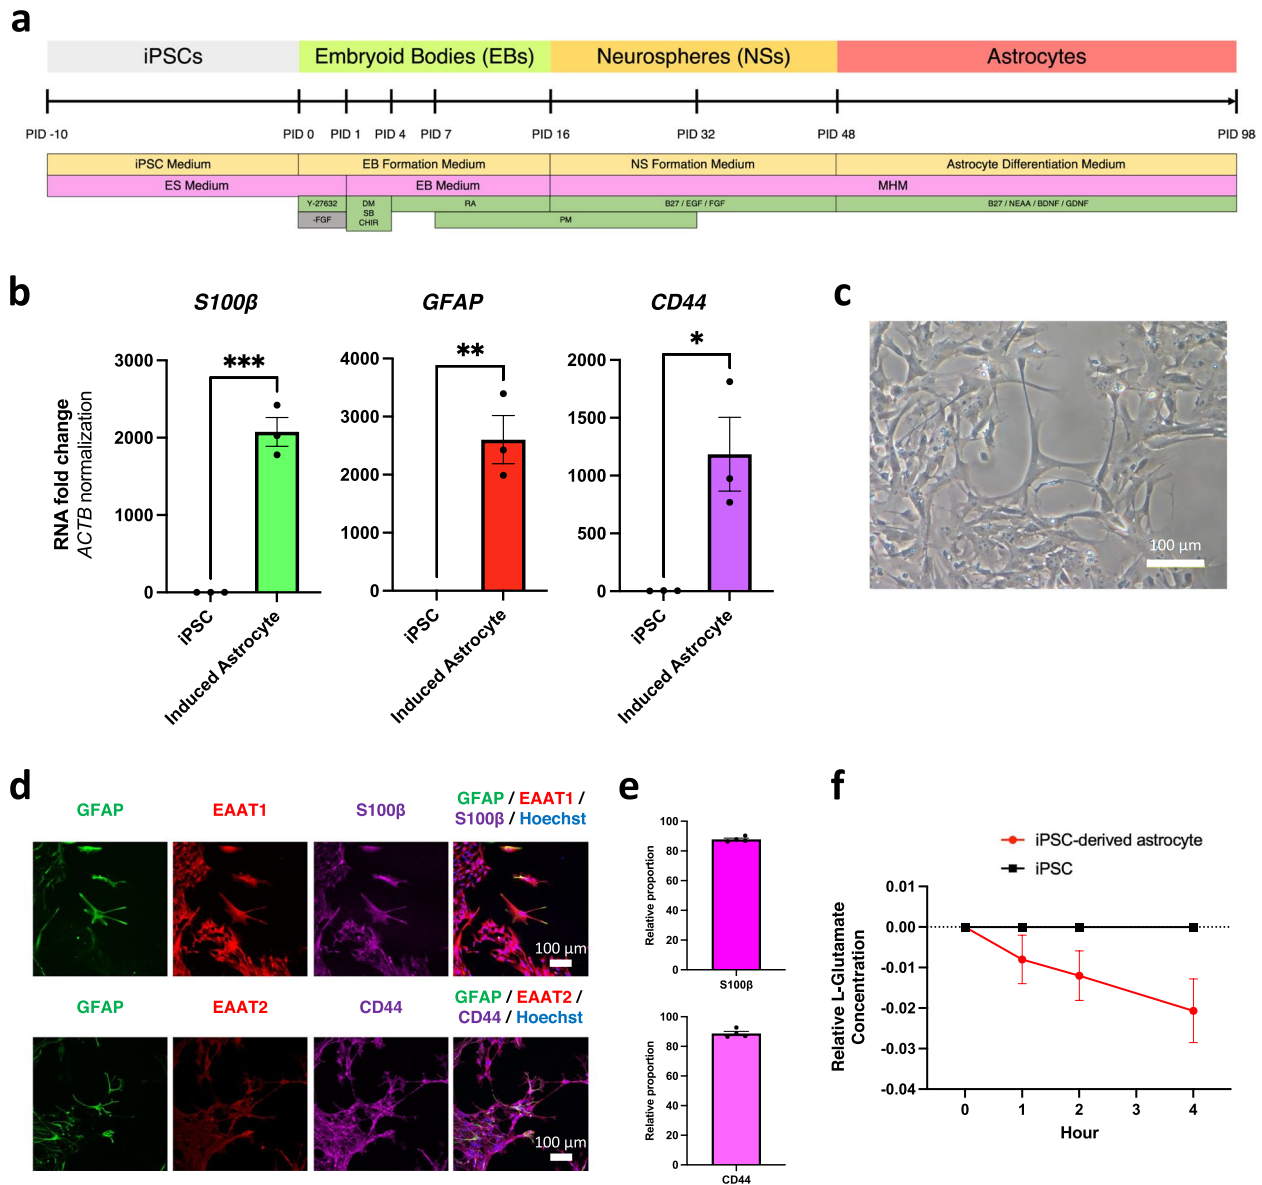 a
iPSCs Embryoid Bodies (EBs) Neurospheres (NSs) Astrocytes
PID -10 PID 0 PID 1 PID 4 PID 7 PID 16 PID 32 PID 48 PID 98
iPSC Medium EB Formation Medium NS Formation Medium Astrocyte Differentiation Medium
ES Medium EB Medium MHM
Y-27632 DM RA B27 / EGF / FGF B27 / NEAA / BDNF / GDNF
-FGF SB PM
CHIR
b
S100β GFAP CD44
RNA fold change
ACTB normalization
3000
2000
1000
0
***
iPSC
Induced Astrocyte
4000
3000
2000
1000
0
**
iPSC
Induced Astrocyte
2000
1500
1000
500
0
*
iPSC
Induced Astrocyte
c
100 μm
d
GFAP EAAT1 S100β GFAP / EAAT1 /
S100β / Hoechst
100 μm
GFAP EAAT2 CD44 GFAP / EAAT2 /
CD44 / Hoechst
100 μm
e
Relative proportion
100
80
60
40
20
0
S100β
Relative proportion
100
80
60
40
20
0
CD44
f
iPSC-derived astrocyte
iPSC
Relative L-Glutamate
Concentration
0.01
0.00
-0.01
-0.02
-0.03
-0.04
0 1 2 3 4
Hour